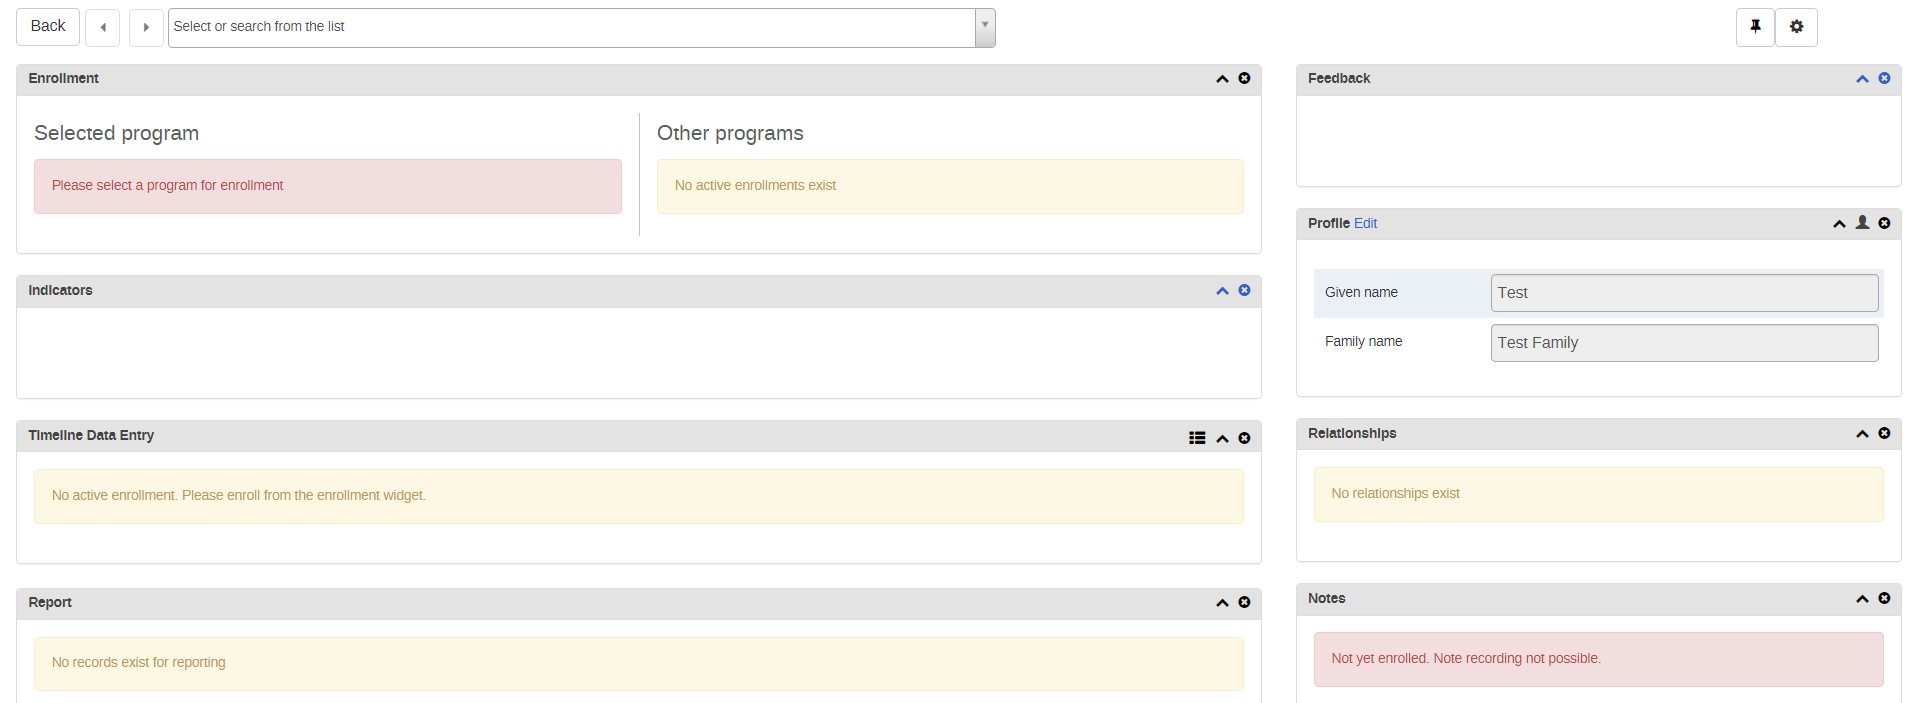 Back
Select or search from the list
Enrollment
Selected program
Please select a program for enrollment
Other programs
No active enrollments exist
Indicators
Timeline Data Entry
No active enrollment. Please enroll from the enrollment widget.
Report
No records exist for reporting
Feedback
Profile Edit
Given name
Test
Family name
Test Family
Relationships
No relationships exist
Notes
Not yet enrolled. Note recording not possible.